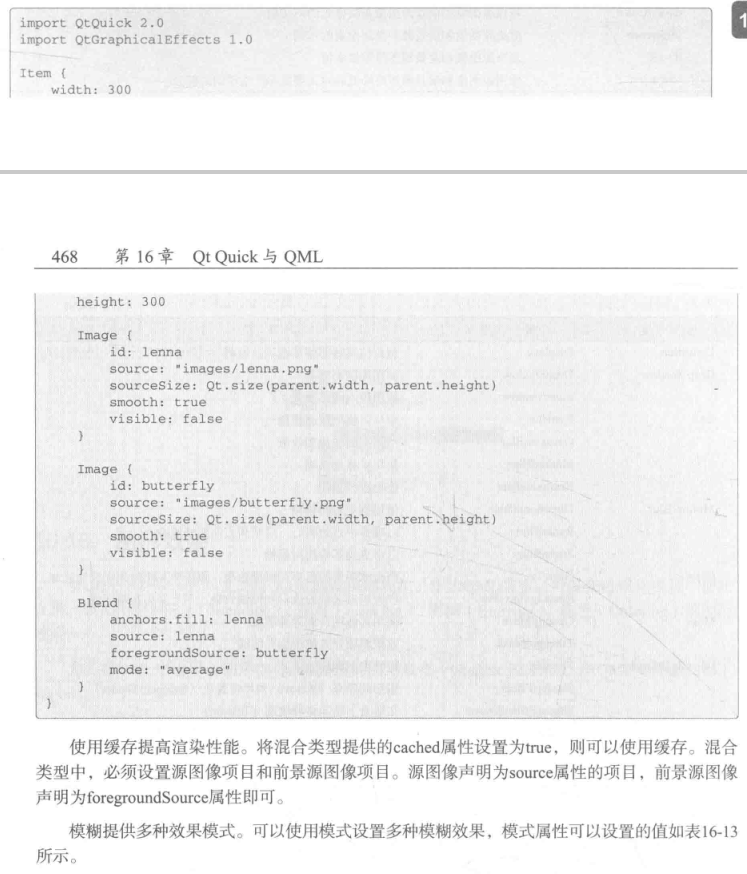 import QtQuick 2.0
import QtGraphicalEffects 1.0
Item {
width: 300
1
468 第 16 章 Qt Quick 与 QML
height: 300
Image {
id: lenna
source: "images/lenna.png"
sourceSize: Qt.size(parent.width, parent.height)
smooth: true
visible: false
}
Image {
id: butterfly
source: "images/butterfly.png"
sourceSize: Qt.size(parent.width, parent.height)
smooth: true
visible: false
}
Blend {
anchors.fill: lenna
source: lenna
foregroundSource: butterfly
mode: "average"
}
}
使用缓存提高渲染性能。将混合类型提供的cached属性设置为true，则可以使用缓存。混合
类型中，必须设置源图像项目和前景源图像项目。源图像声明为source属性的项目，前景源图像
声明为foregroundSource属性即可。
模糊提供多种效果模式。可以使用模式设置多种模糊效果，模式属性可以设置的值如表16-13
所示。